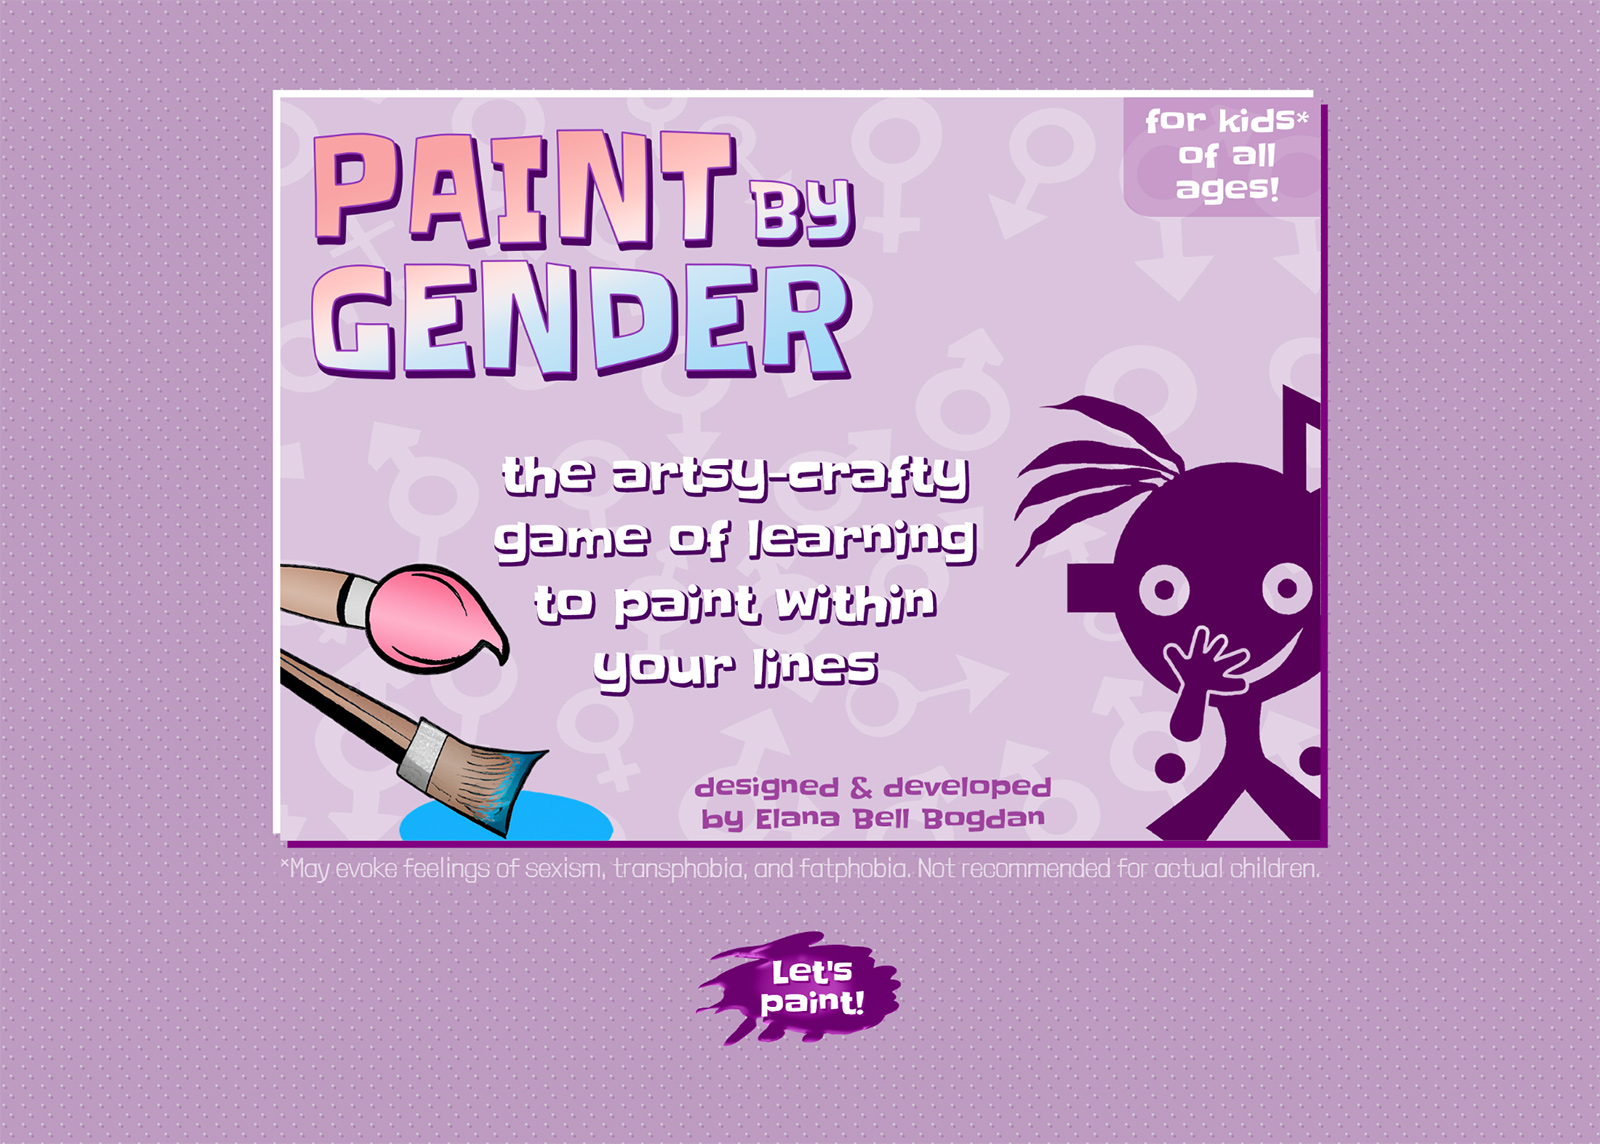 for kids*
of all
ages!
PAINT BY
GENDER
the artsy-crafty
game of learning
to paint within
your lines
designed & developed
by Elana Bell Bogdan
*May evoke feelings of sexism, transphobia, and fatphobia. Not recommended for actual children.
Let's
paint!